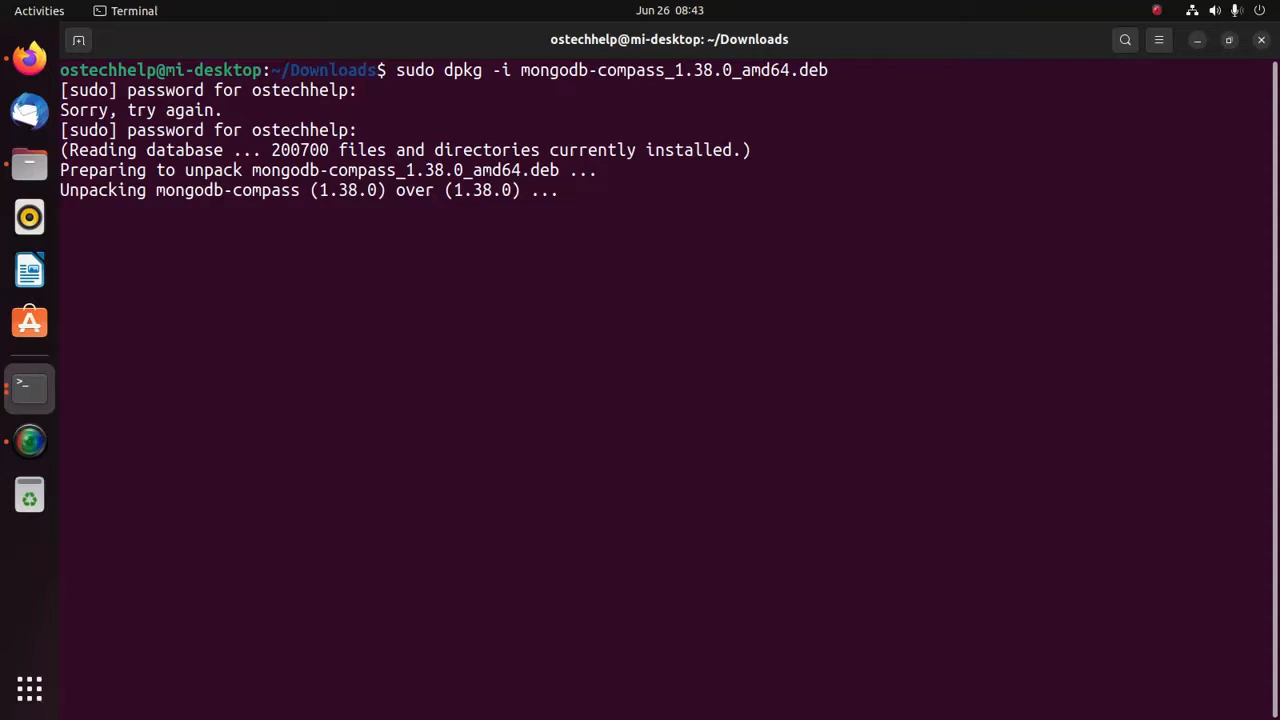 Activities
Terminal
Jun 26 08:43
ostechhelp@mi-desktop: ~/Downloads
ostechhelp@mi-desktop:~/Downloads$ sudo dpkg -i mongodb-compass_1.38.0_amd64.deb
[sudo] password for ostechhelp:
Sorry, try again.
[sudo] password for ostechhelp:
(Reading database ... 200700 files and directories currently installed.)
Preparing to unpack mongodb-compass_1.38.0_amd64.deb ...
Unpacking mongodb-compass (1.38.0) over (1.38.0) ...